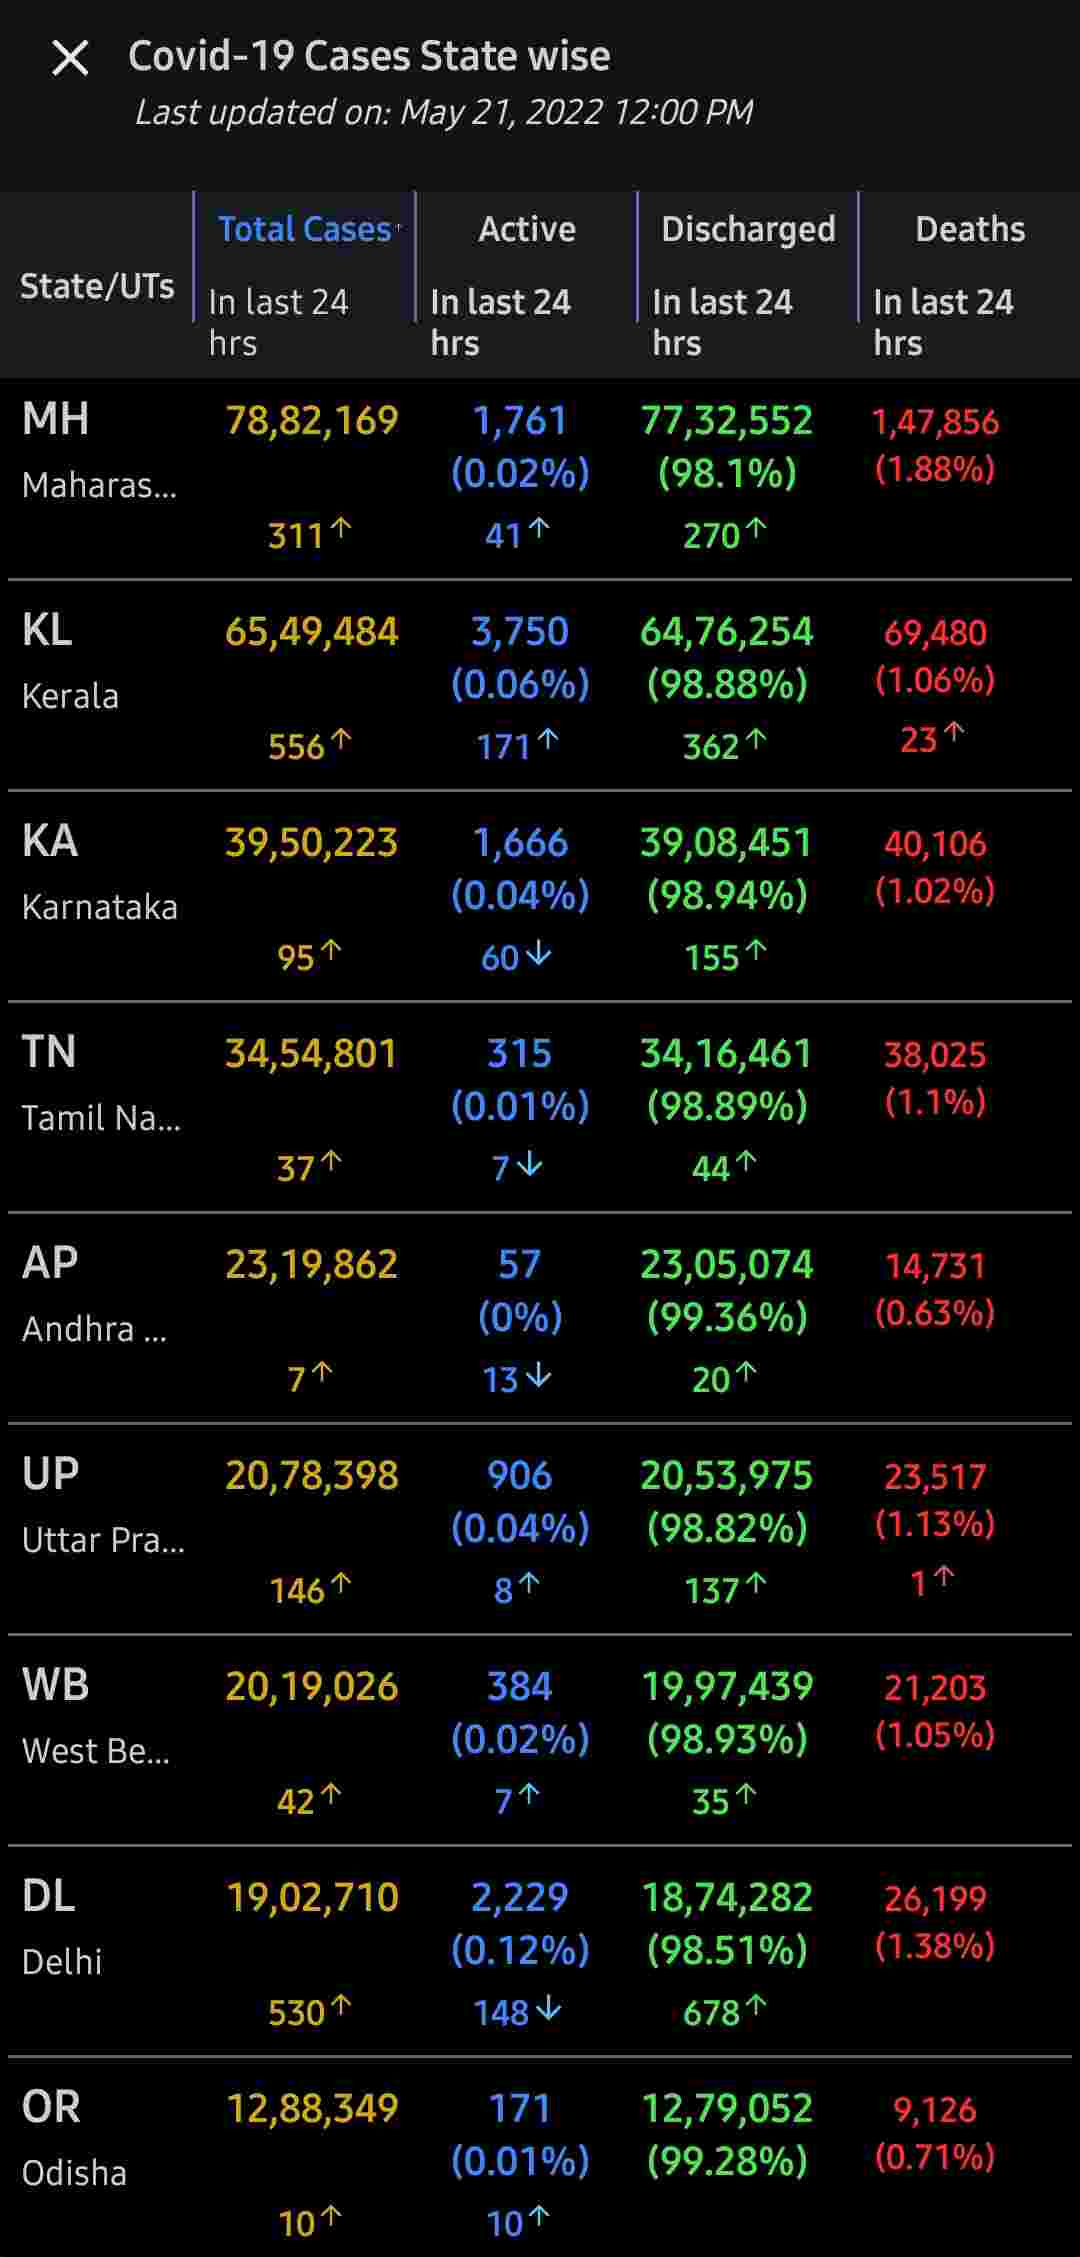 Covid-19 Cases State wise
Last updated on: May 21, 2022 12:00 PM
State/UTs
Total Cases↑
In last 24
hrs
Active
In last 24
hrs
Discharged
In last 24
hrs
Deaths
In last 24
hrs
MH 78,82,169 1,761 77,32,552 1,47,856
Maharas... (0.02%) (98.1%) (1.88%)
311↑ 41↑ 270↑
KL 65,49,484 3,750 64,76,254 69,480
Kerala (0.06%) (98.88%) (1.06%)
556↑ 171↑ 362↑ 23↑
KA 39,50,223 1,666 39,08,451 40,106
Karnataka (0.04%) (98.94%) (1.02%)
95↑ 60↓ 155↑
TN 34,54,801 315 34,16,461 38,025
Tamil Na... (0.01%) (98.89%) (1.1%)
37↑ 7↓ 44↑
AP 23,19,862 57 23,05,074 14,731
Andhra ... (0%) (99.36%) (0.63%)
7↑ 13↓ 20↑
UP 20,78,398 906 20,53,975 23,517
Uttar Pra... (0.04%) (98.82%) (1.13%)
146↑ 8↑ 137↑ 1↑
WB 20,19,026 384 19,97,439 21,203
West Be... (0.02%) (98.93%) (1.05%)
42↑ 7↑ 35↑
DL 19,02,710 2,229 18,74,282 26,199
Delhi (0.12%) (98.51%) (1.38%)
530↑ 148↓ 678↑
OR 12,88,349 171 12,79,052 9,126
Odisha (0.01%) (99.28%) (0.71%)
10↑ 10↑